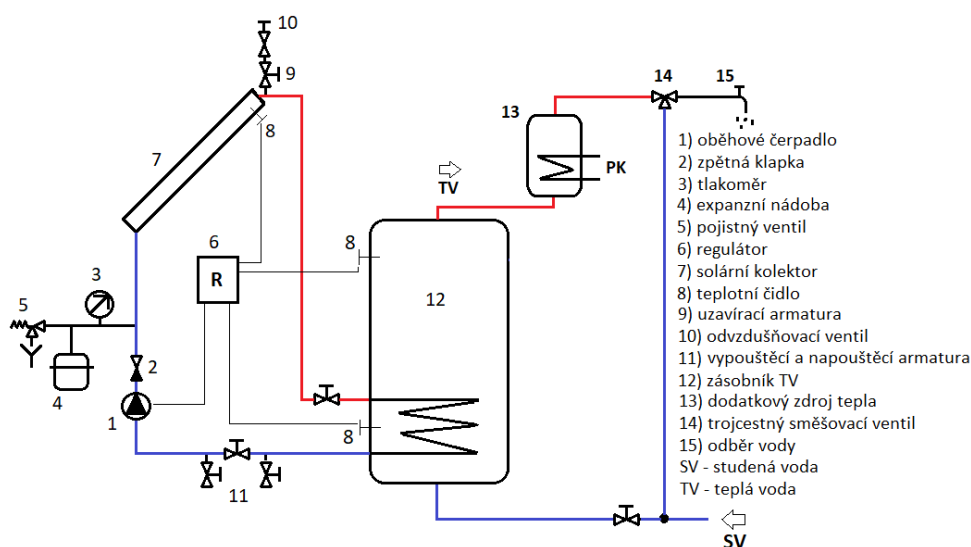 10
9
14
15
13
8
7
PK
TV
6
8
R
3
5
12
2
4
1
8
11
SV
1) oběhové čerpadlo
2) zpětná klapka
3) tlakoměr
4) expanzní nádoba
5) pojistný ventil
6) regulátor
7) solární kolektor
8) teplotní čidlo
9) uzavírací armatura
10) odvzdušňovací ventil
11) vypouštěcí a napouštěcí armatura
12) zásobník TV
13) dodatkový zdroj tepla
14) trojcestný směšovací ventil
15) odběr vody
SV - studená voda
TV - teplá voda